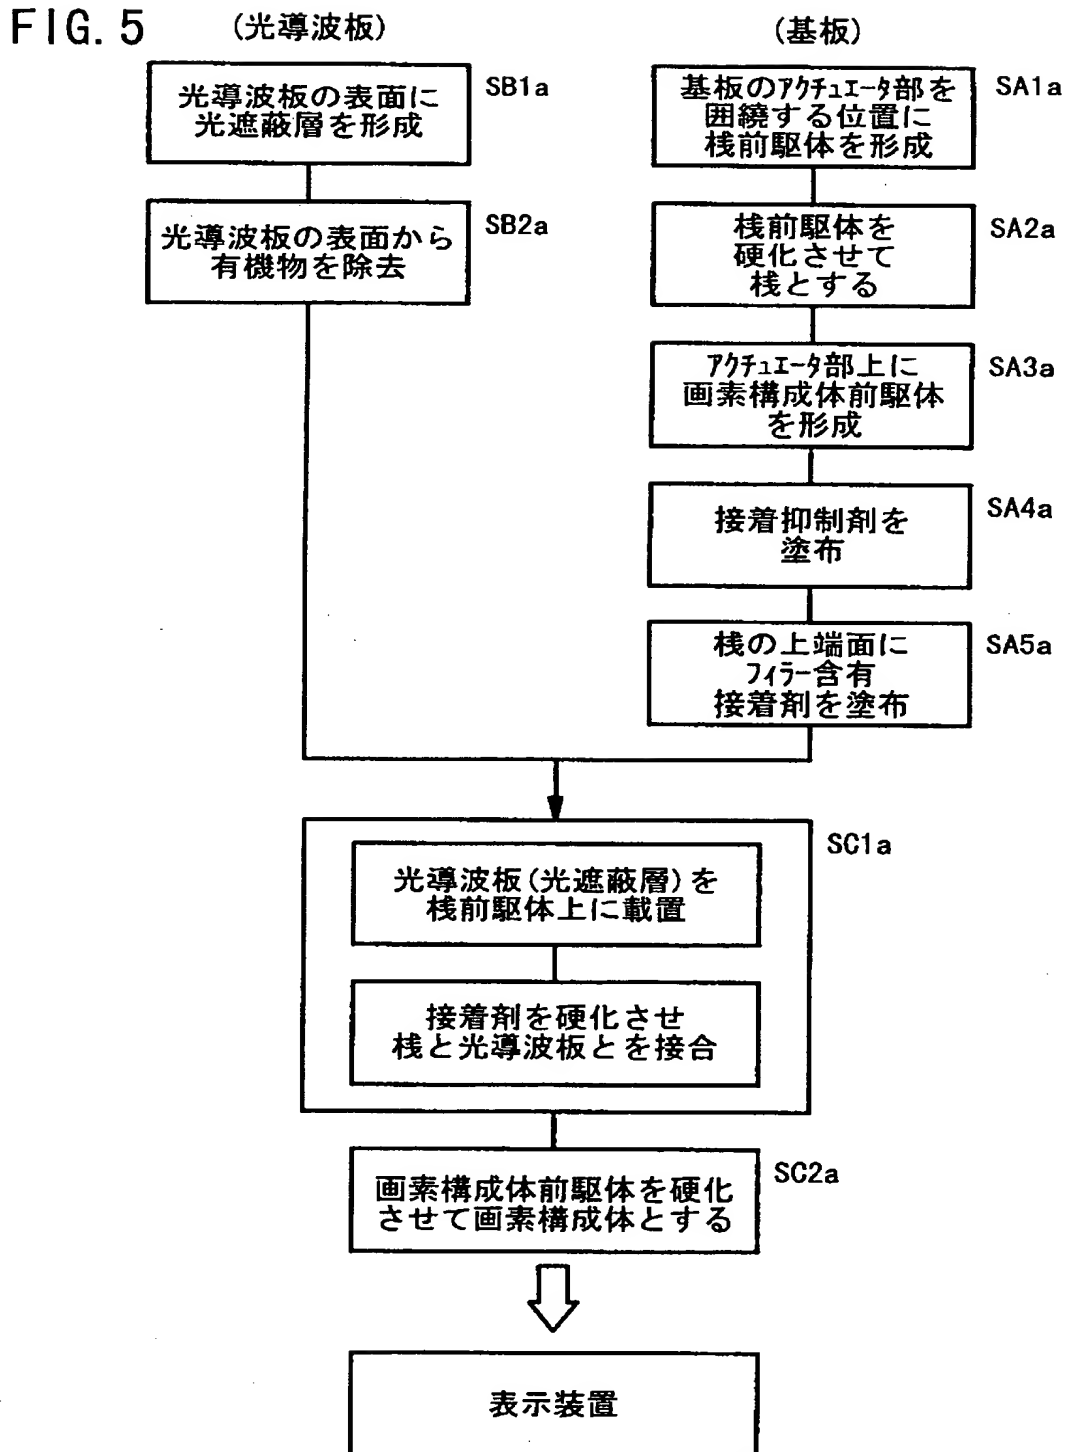 FIG. 5
(光導波板)
光導波板の表面に
光遮蔽層を形成
SB1a
光導波板の表面から
有機物を除去
SB2a
(基板)
基板のｱｸﾁｭｴｰﾀ部を
囲繞する位置に
桟前駆体を形成
SA1a
桟前駆体を
硬化させて
桟とする
SA2a
ｱｸﾁｭｴｰﾀ部上に
画素構成体前駆体
を形成
SA3a
接着抑制剤を
塗布
SA4a
桟の上端面に
ﾌｨﾗｰ含有
接着剤を塗布
SA5a
SC1a
光導波板(光遮蔽層)を
桟前駆体上に載置
接着剤を硬化させ
桟と光導波板とを接合
画素構成体前駆体を硬化
させて画素構成体とする
SC2a
表示装置